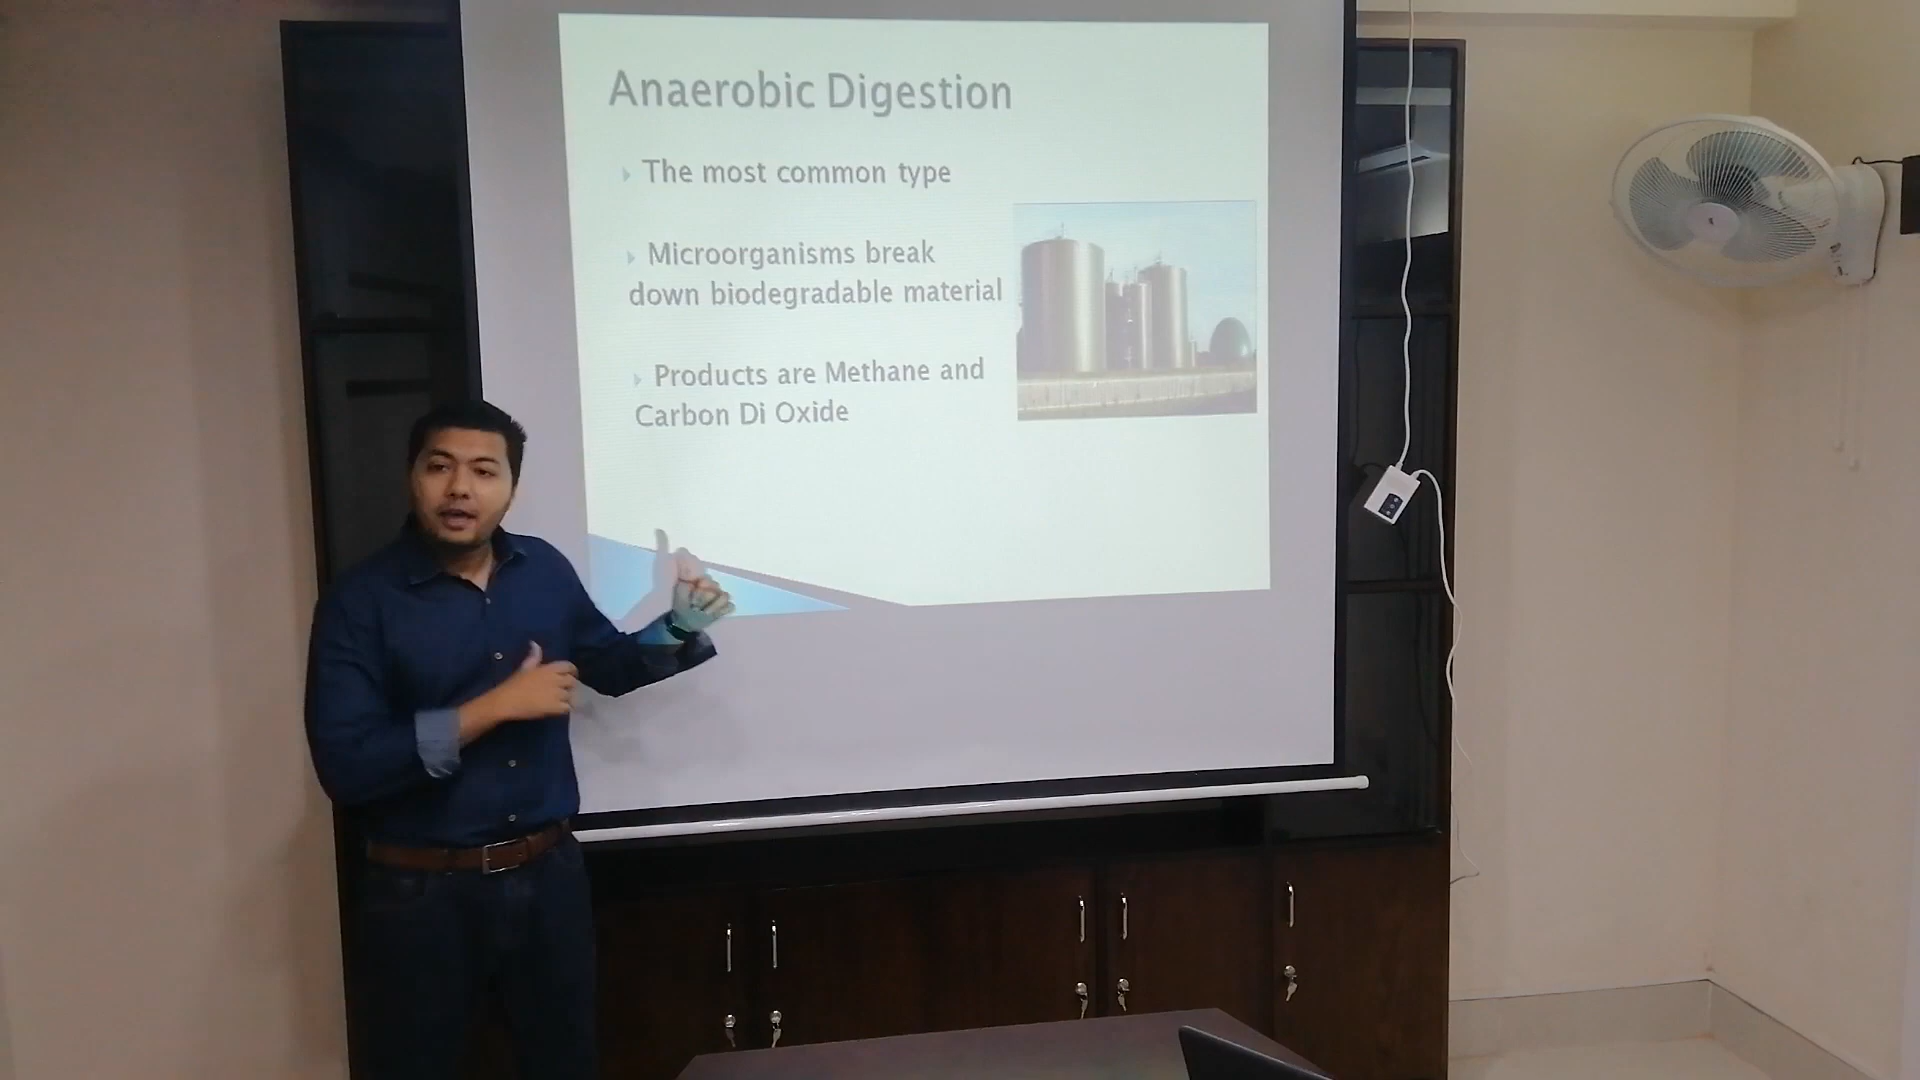 Anaerobic Digestion
The most common type
Microorganisms break
down biodegradable material
Products are Methane and
Carbon Di Oxide